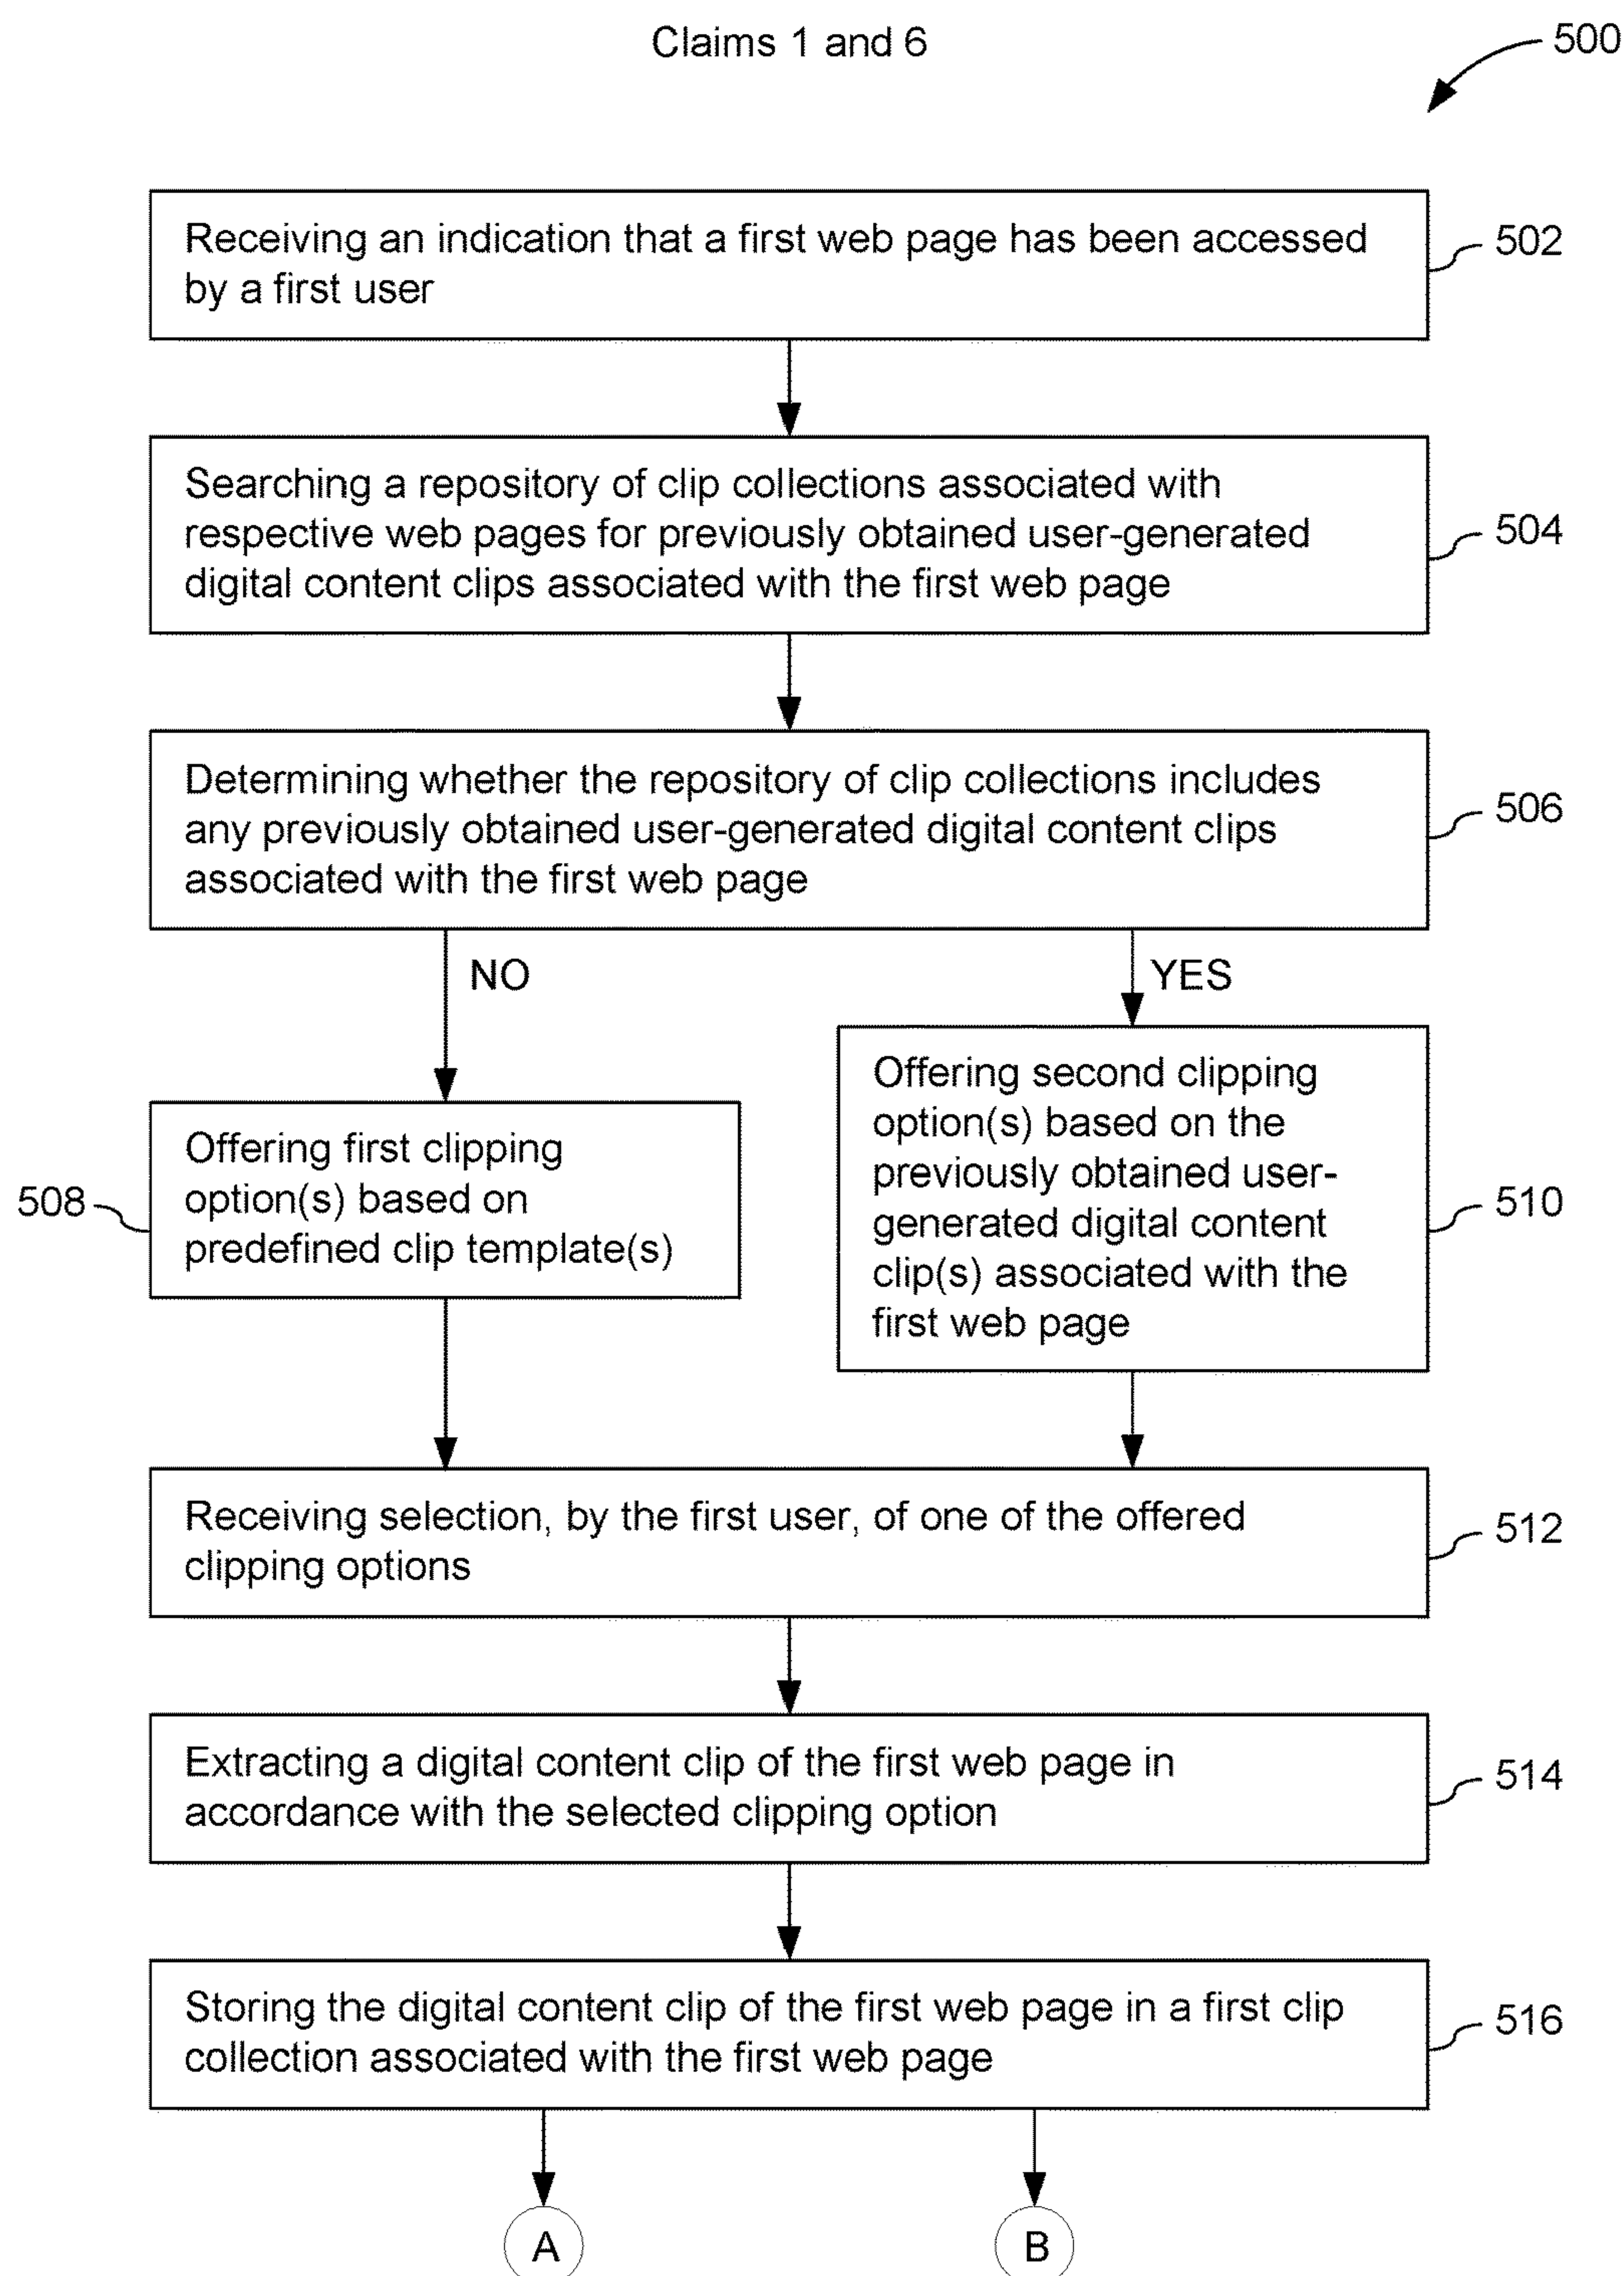 Claims 1 and 6
500
Receiving an indication that a first web page has been accessed
by a first user
502
Searching a repository of clip collections associated with
respective web pages for previously obtained user-generated
digital content clips associated with the first web page
504
Determining whether the repository of clip collections includes
any previously obtained user-generated digital content clips
associated with the first web page
506
NO
YES
508
Offering first clipping
option(s) based on
predefined clip template(s)
Offering second clipping
option(s) based on the
previously obtained user-
generated digital content
clip(s) associated with the
first web page
510
Receiving selection, by the first user, of one of the offered
clipping options
512
Extracting a digital content clip of the first web page in
accordance with the selected clipping option
514
Storing the digital content clip of the first web page in a first clip
collection associated with the first web page
516
A
B